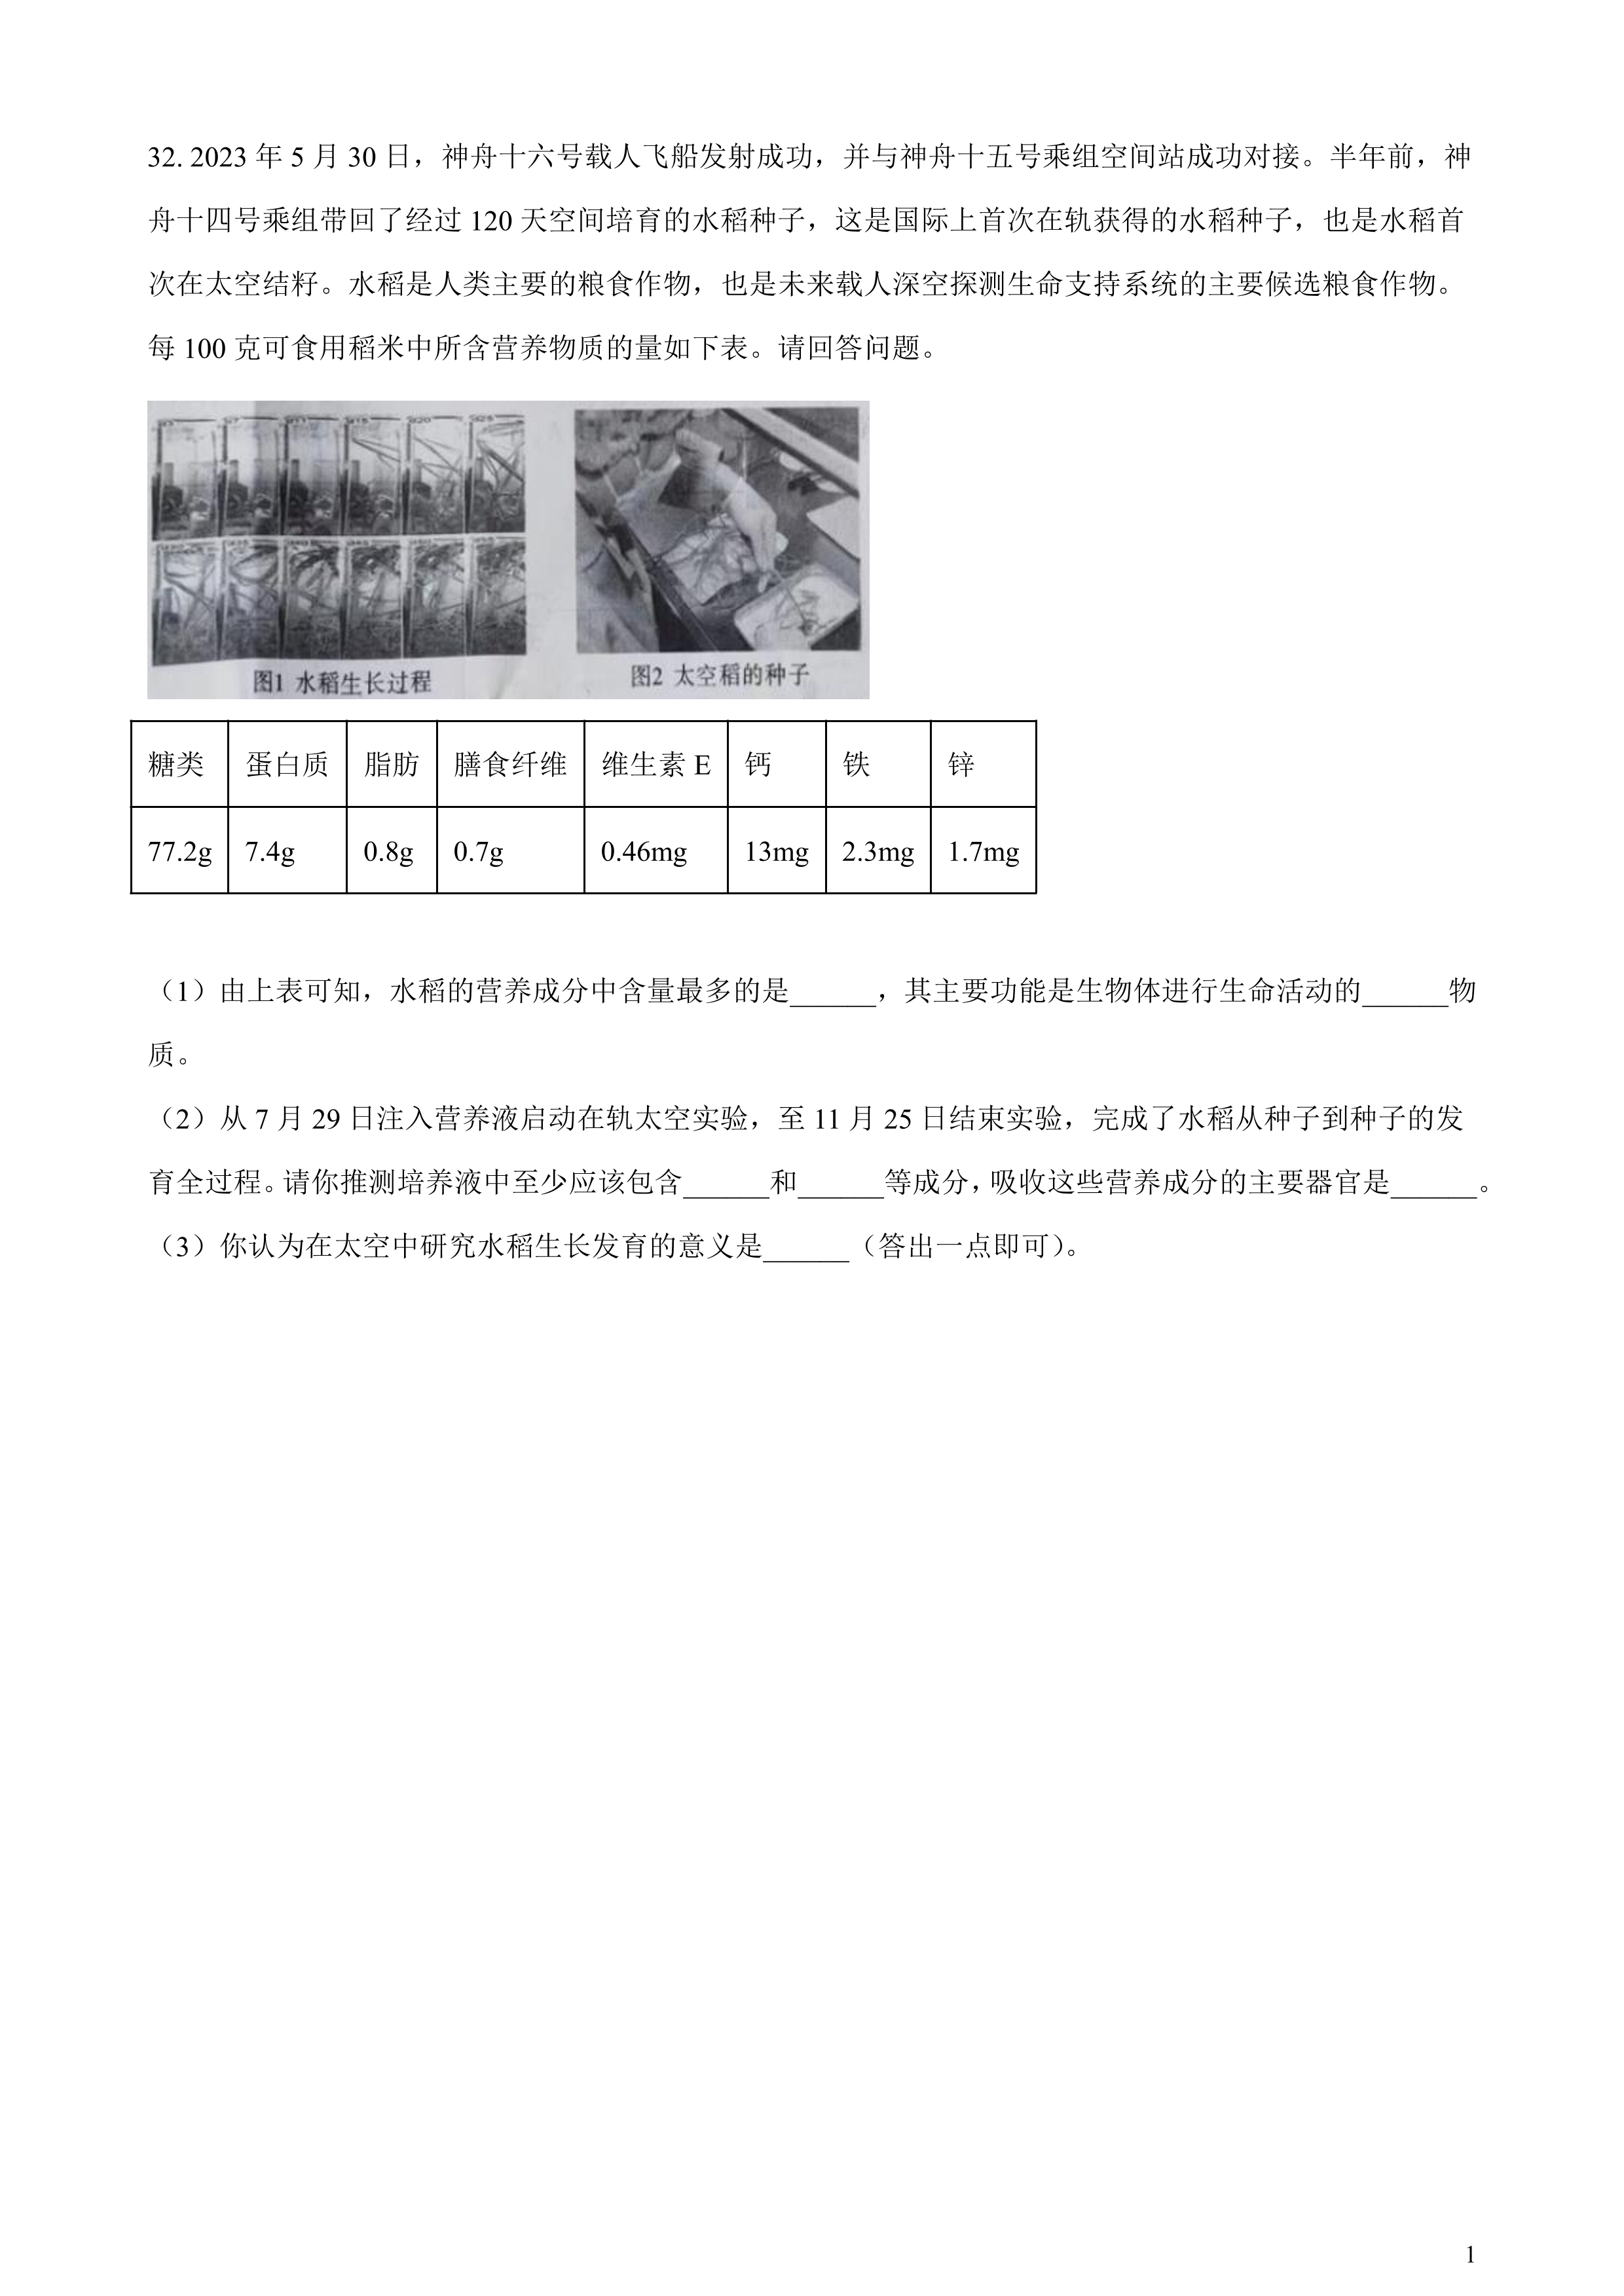 32. 2023 年 5 月 30 日，神舟十六号载人飞船发射成功，并与神舟十五号乘组空间站成功对接。半年前，神
舟十四号乘组带回了经过 120 天空间培育的水稻种子，这是国际上首次在轨获得的水稻种子，也是水稻首
次在太空结籽。水稻是人类主要的粮食作物，也是未来载人深空探测生命支持系统的主要候选粮食作物。
每 100 克可食用稻米中所含营养物质的量如下表。请回答问题。
图1 水稻生长过程
图2 太空稻的种子
糖类 蛋白质 脂肪 膳食纤维 维生素 E 钙 铁 锌
77.2g 7.4g 0.8g 0.7g 0.46mg 13mg 2.3mg 1.7mg
（1）由上表可知，水稻的营养成分中含量最多的是______，其主要功能是生物体进行生命活动的______物
质。
（2）从 7 月 29 日注入营养液启动在轨太空实验，至 11 月 25 日结束实验，完成了水稻从种子到种子的发
育全过程。请你推测培养液中至少应该包含______和______等成分，吸收这些营养成分的主要器官是______。
（3）你认为在太空中研究水稻生长发育的意义是______（答出一点即可）。
1